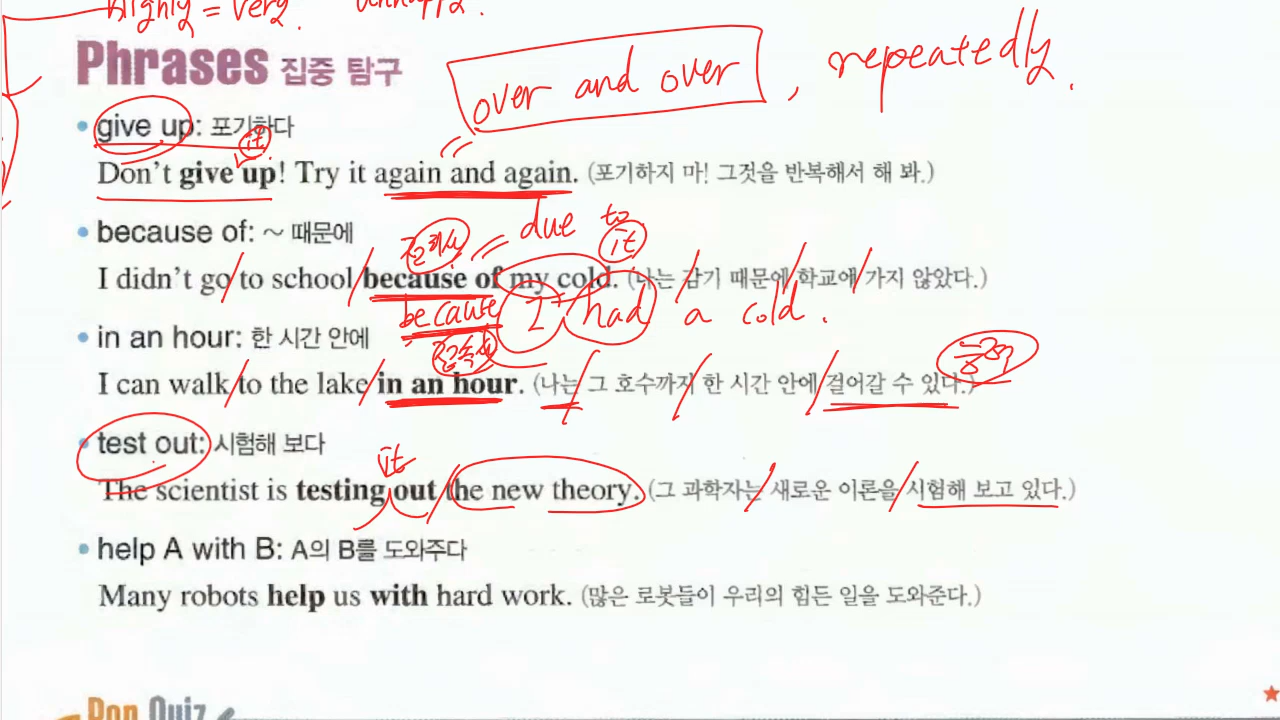 highly = very. unhappy.
Phrases 집중 탐구
over and over, repeatedly.
• give up: 포기하다
it
Don't give up! Try it again and again. (포기하지 마! 그것을 반복해서 해 봐.)
• because of: ~ 때문에
전치사 = due to it
I didn't go to school because of my cold. (나는 감기 때문에 학교에 가지 않았다.)
because I had a cold.
• in an hour: 한 시간 안에
접속사
I can walk to the lake in an hour. (나는 그 호수까지 한 시간 안에 걸어갈 수 있다.)
• test out: 시험해 보다
it
The scientist is testing out the new theory. (그 과학자는 새로운 이론을 시험해 보고 있다.)
• help A with B: A의 B를 도와주다
Many robots help us with hard work. (많은 로봇들이 우리의 힘든 일을 도와준다.)
Pop Quiz